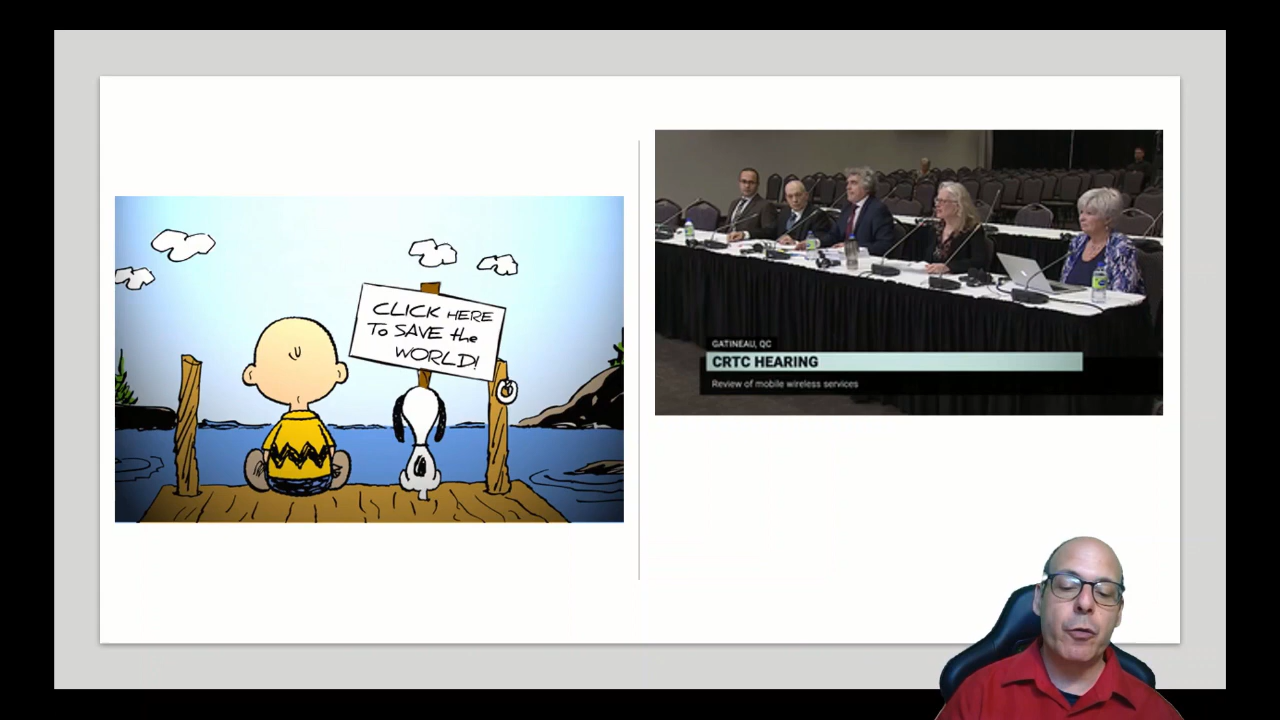 CLICK HERE
TO SAVE the
WORLD!
GATINEAU, QC
CRTC HEARING
Review of mobile wireless services